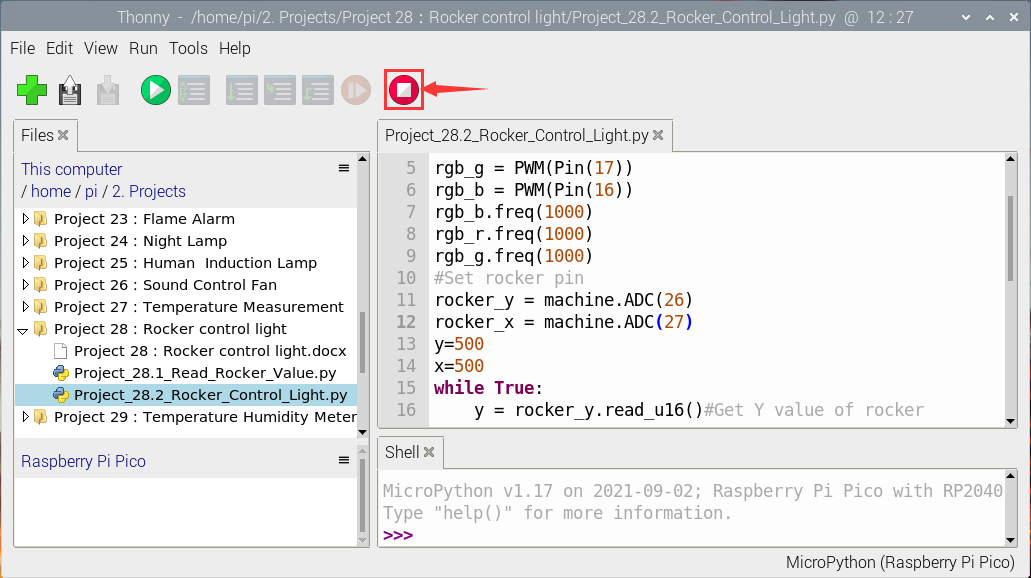 Thonny - /home/pi/2. Projects/Project 28 : Rocker control light/Project_28.2_Rocker_Control_Light.py @ 12 : 27
File Edit View Run Tools Help
Files
This computer
/ home / pi / 2. Projects
Project 23 : Flame Alarm
Project 24 : Night Lamp
Project 25 : Human  Induction Lamp
Project 26 : Sound Control Fan
Project 27 : Temperature Measurement
Project 28 : Rocker control light
Project 28 : Rocker control light.docx
Project_28.1_Read_Rocker_Value.py
Project_28.2_Rocker_Control_Light.py
Project 29 : Temperature Humidity Meter
Raspberry Pi Pico
Project_28.2_Rocker_Control_Light.py
5 rgb_g = PWM(Pin(17))
6 rgb_b = PWM(Pin(16))
7 rgb_b.freq(1000)
8 rgb_r.freq(1000)
9 rgb_g.freq(1000)
10 #Set rocker pin
11 rocker_y = machine.ADC(26)
12 rocker_x = machine.ADC(27)
13 y=500
14 x=500
15 while True:
16     y = rocker_y.read_u16()#Get Y value of rocker
Shell
MicroPython v1.17 on 2021-09-02; Raspberry Pi Pico with RP2040
Type "help()" for more information.
>>>
MicroPython (Raspberry Pi Pico)